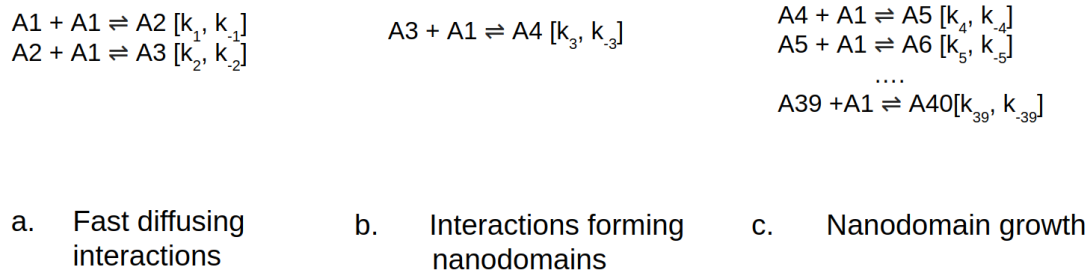 A1 + A1 ⇌ A2 [k₁, k₋₁]
A2 + A1 ⇌ A3 [k₂, k₋₂]
A3 + A1 ⇌ A4 [k₃, k₋₃]
A4 + A1 ⇌ A5 [k₄, k₋₄]
A5 + A1 ⇌ A6 [k₅, k₋₅]
....
A39 +A1 ⇌ A40[k₃₉, k₋₃₉]
a. Fast diffusing
interactions
b. Interactions forming
nanodomains
c. Nanodomain growth